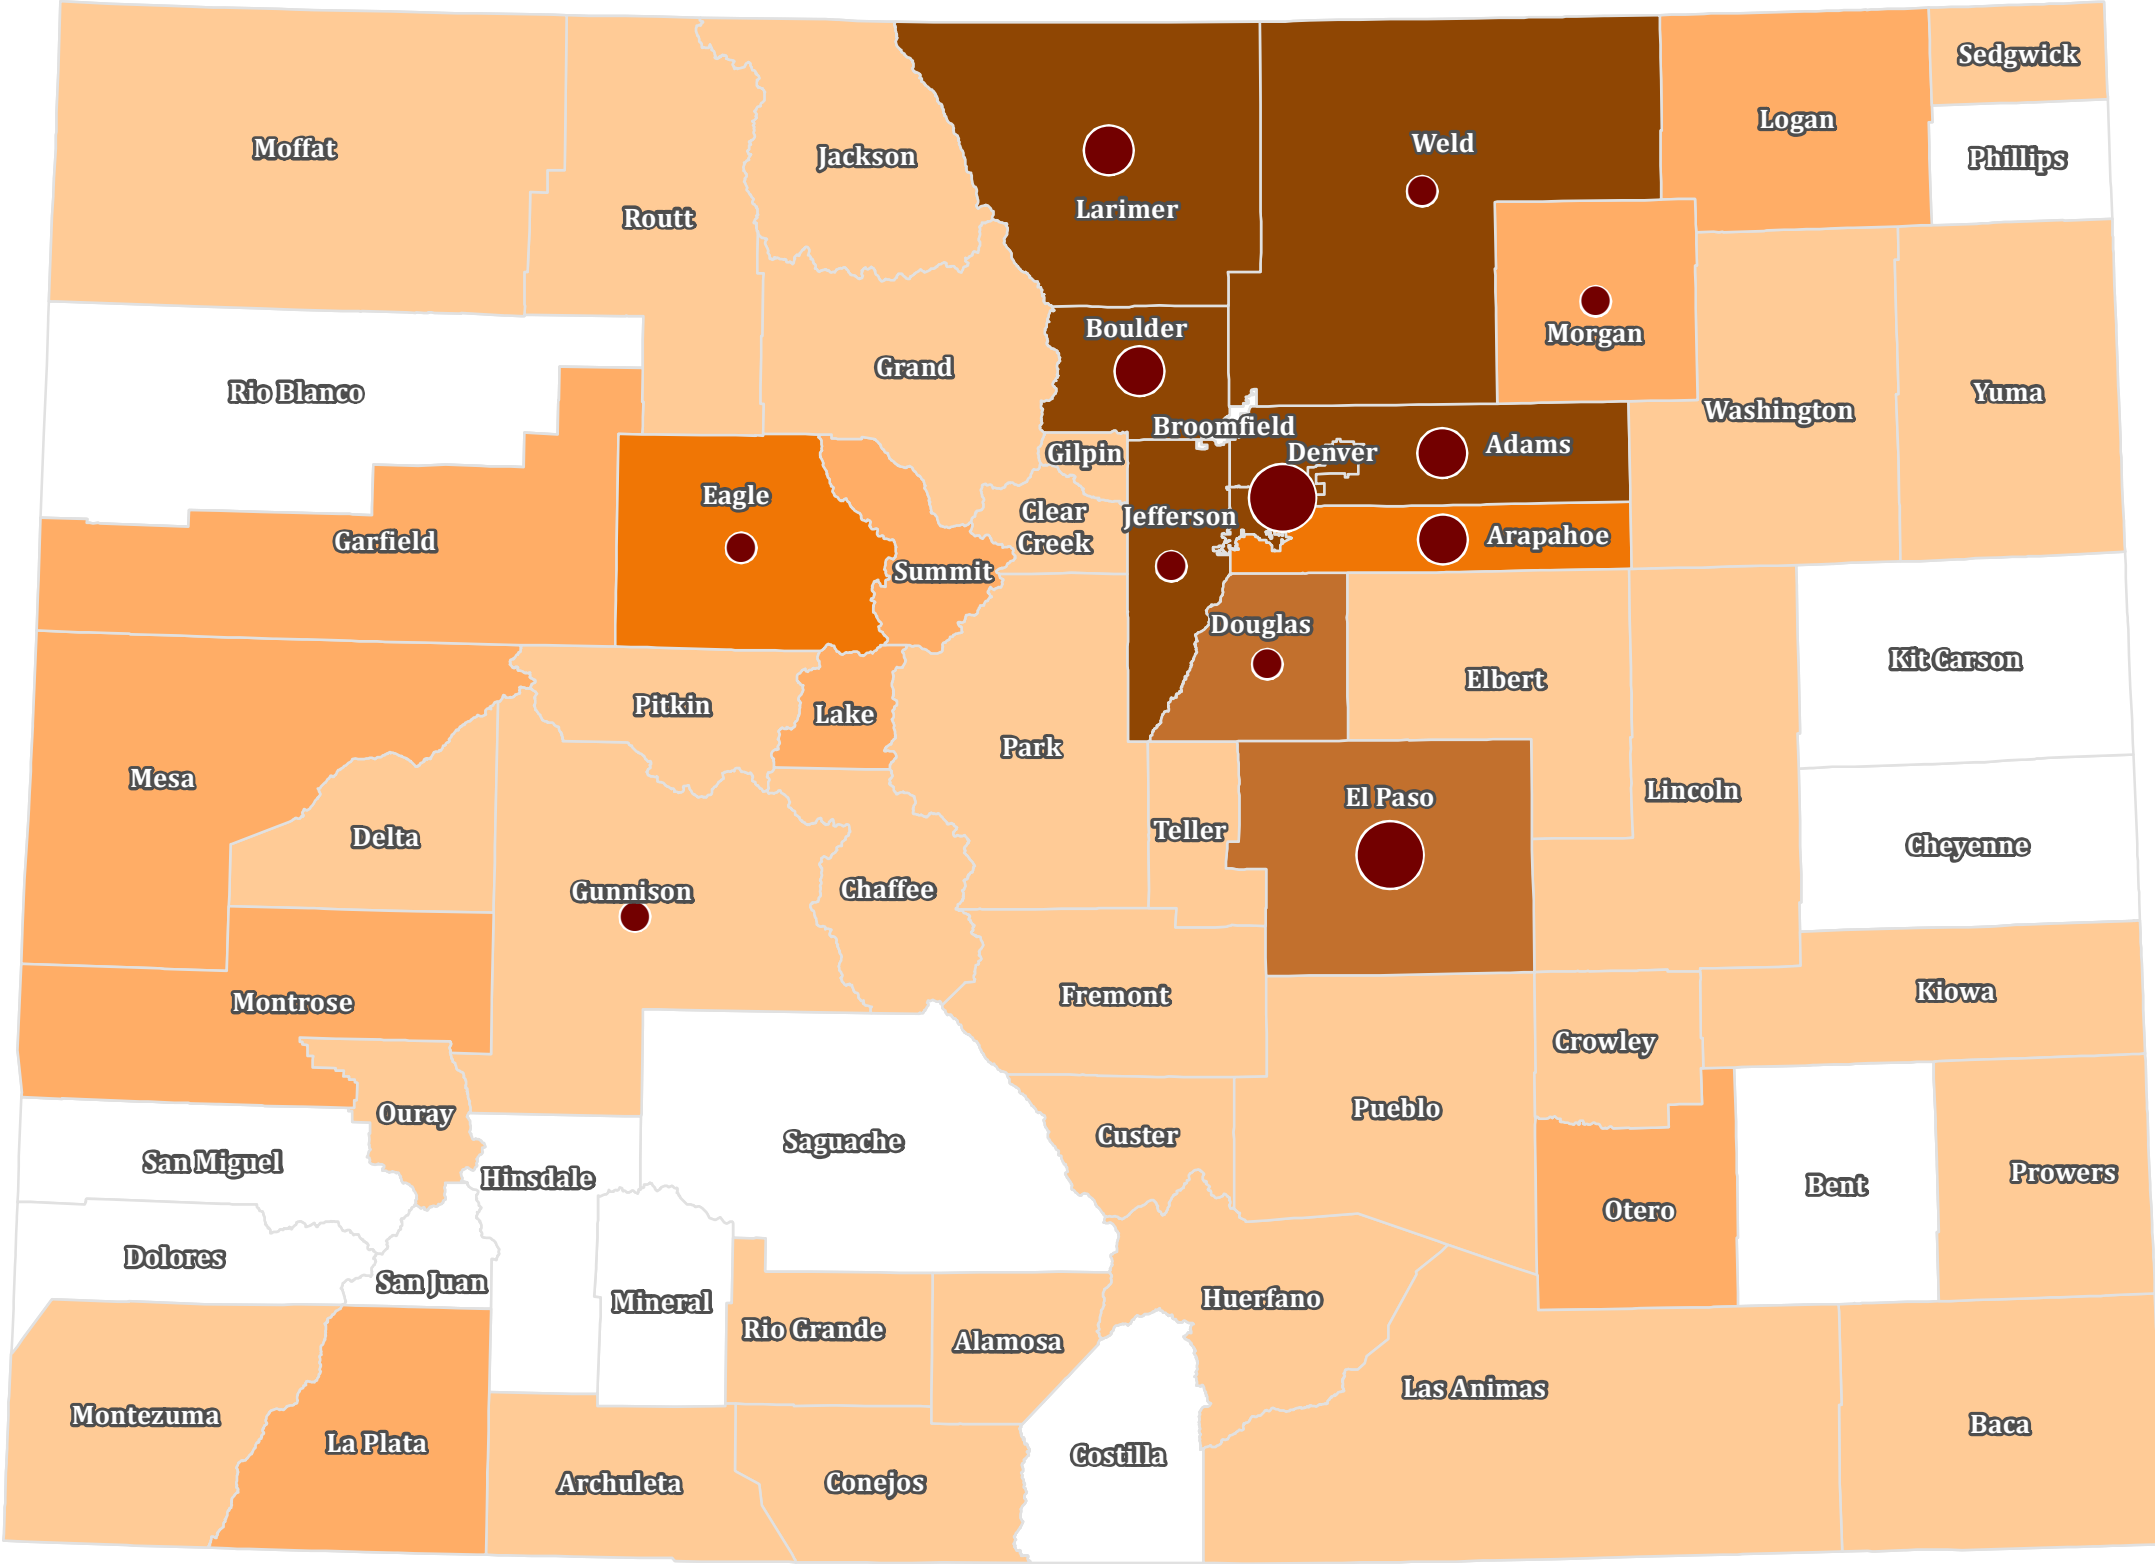 Sedgwick
Logan
Weld
Moffat
Jackson
Phillips
Larimer
Routt
Boulder
Morgan
Grand
Rio Blanco
Yuma
Washington
Broomfield
Adams
Denver
Gilpin
Eagle
Clear
Creek
Jefferson
Arapahoe
Garfield
Summit
Douglas
Kit Carson
Elbert
Pitkin
Lake
Park
Mesa
Lincoln
El Paso
Teller
Delta
Cheyenne
Gunnison
Chaffee
Kiowa
Fremont
Montrose
Crowley
Pueblo
Ouray
Custer
Saguache
San Miguel
Prowers
Hinsdale
Bent
Otero
Dolores
San Juan
Huerfano
Mineral
Rio Grande
Alamosa
Las Animas
Montezuma
Baca
La Plata
Costilla
Archuleta
Conejos